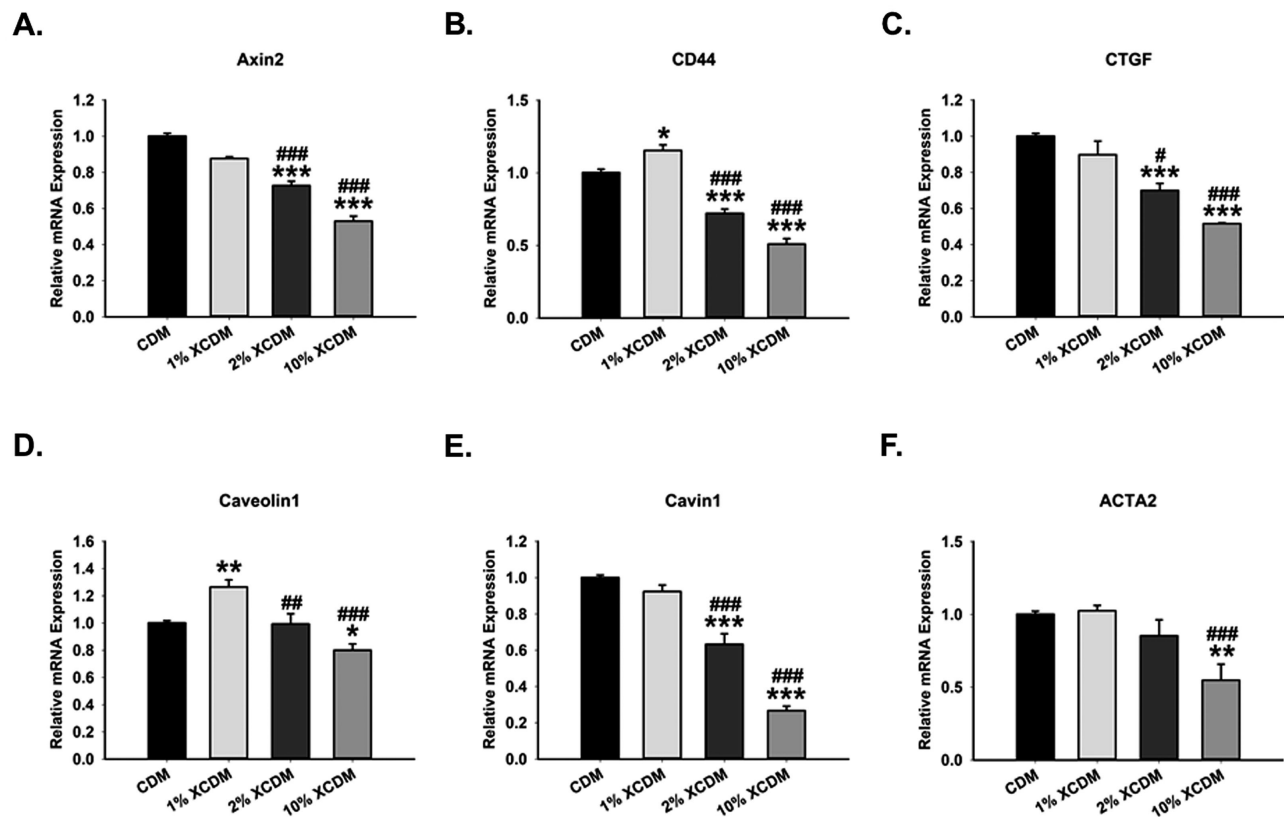 A.
Axin2
Relative mRNA Expression
1.2
1.0
0.8
0.6
0.4
0.2
0.0
###
***
###
***
CDM
1% XCDM
2% XCDM
10% XCDM
B.
CD44
Relative mRNA Expression
1.5
1.0
0.5
0.0
*
###
***
###
***
CDM
1% XCDM
2% XCDM
10% XCDM
C.
CTGF
Relative mRNA Expression
1.2
1.0
0.8
0.6
0.4
0.2
0.0
#
***
###
***
CDM
1% XCDM
2% XCDM
10% XCDM
D.
Caveolin1
Relative mRNA Expression
1.6
1.4
1.2
1.0
0.8
0.6
0.4
0.2
0.0
**
##
###
*
CDM
1% XCDM
2% XCDM
10% XCDM
E.
Cavin1
Relative mRNA Expression
1.2
1.0
0.8
0.6
0.4
0.2
0.0
###
***
###
***
CDM
1% XCDM
2% XCDM
10% XCDM
F.
ACTA2
Relative mRNA Expression
1.5
1.0
0.5
0.0
###
**
CDM
1% XCDM
2% XCDM
10% XCDM